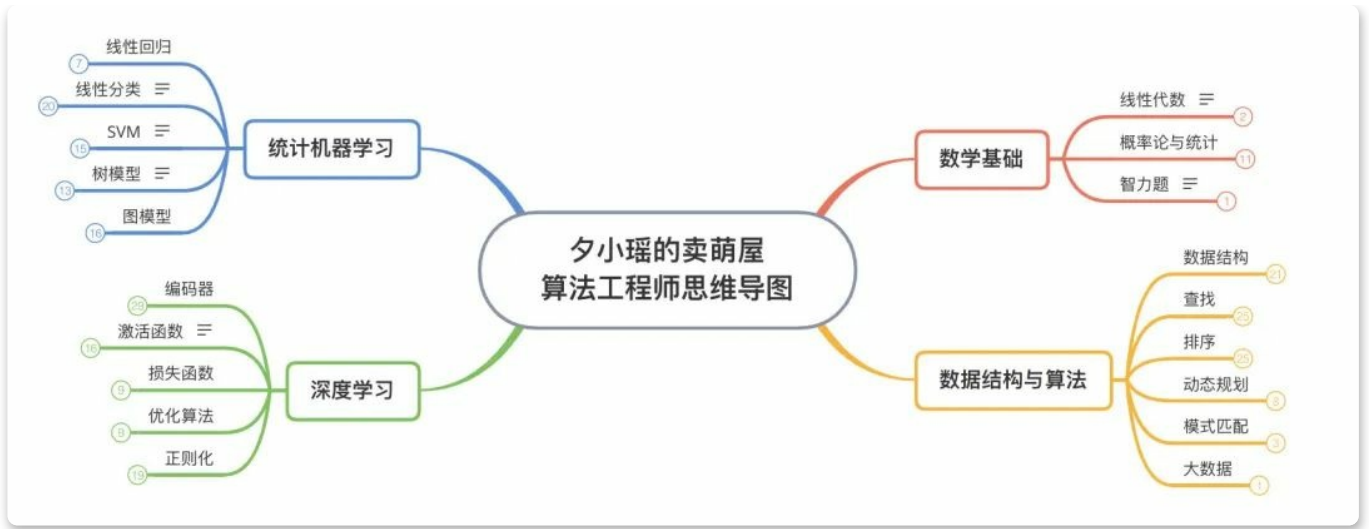 夕小瑶的卖萌屋
算法工程师思维导图
统计机器学习
线性回归
7
线性分类
20
SVM
15
树模型
13
图模型
16
深度学习
编码器
29
激活函数
16
损失函数
9
优化算法
9
正则化
19
数学基础
线性代数
2
概率论与统计
11
智力题
1
数据结构与算法
数据结构
21
查找
25
排序
25
动态规划
8
模式匹配
3
大数据
1